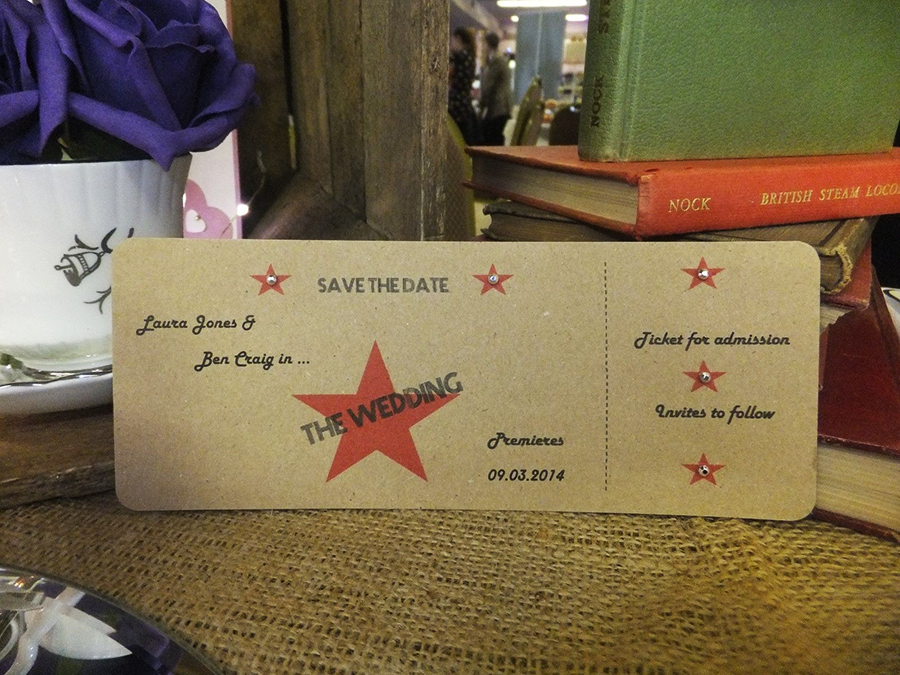 SAVE THE DATE
Laura Jones &
Ben Craig in ...
THE WEDDING
Premieres
09.03.2014
Ticket for admission
Invites to follow
NOCK
NOCK BRITISH STEAM LOCO